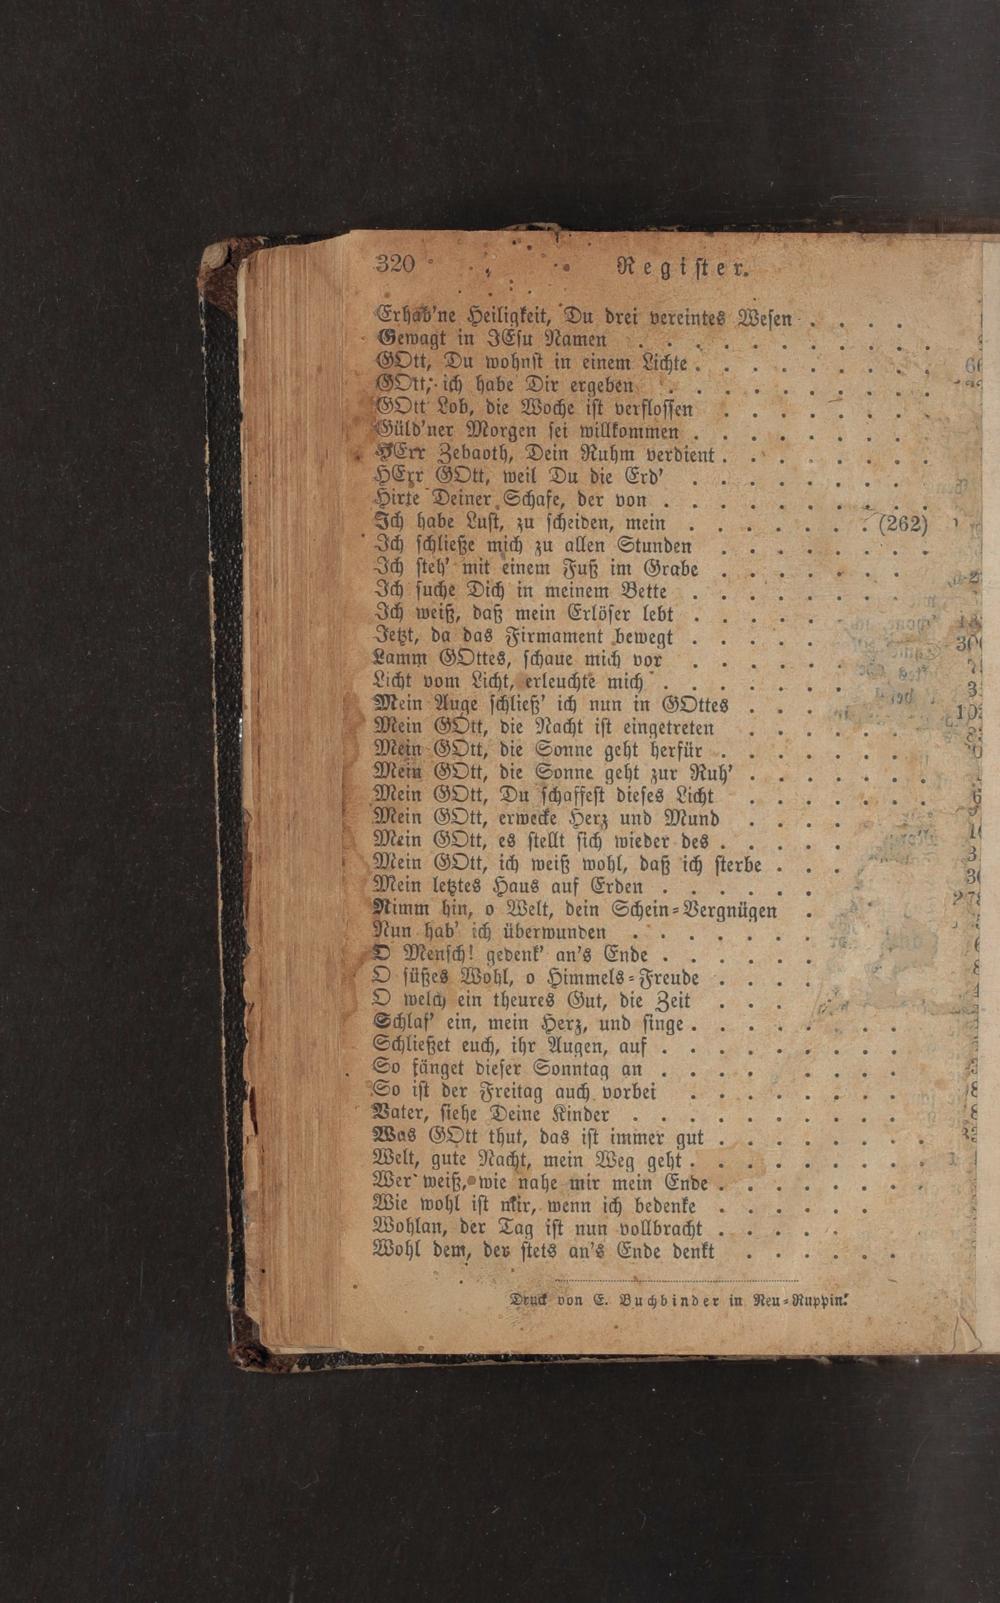 320 Register.
Erhab'ne Heiligkeit, Du drei vereintes Wesen . . . .
Gewagt in JEsu Namen . . . . . . . . . . .
GOtt, Du wohnst in einem Lichte . . . . . . . . .
GOtt, ich habe Dir ergeben . . . . . . . . . .
GOtt Lob, die Woche ist verflossen . . . . . . . .
Güld'ner Morgen sei willkommen . . . . . . . . .
HErr Zebaoth, Dein Ruhm verdient . . . . . . . .
HErr GOtt, weil Du die Erd' . . . . . . . . .
Hirte Deiner Schafe, der von . . . . . . . . . .
Ich habe Lust, zu scheiden, mein . . . . . . . (262)
Ich schließe mich zu allen Stunden . . . . . . . .
Ich steh' mit einem Fuß im Grabe . . . . . . .
Ich suche Dich in meinem Bette . . . . . . . .
Ich weiß, daß mein Erlöser lebt . . . . . .
Jetzt, da das Firmament bewegt . . . . . .
Lamm GOttes, schaue mich vor . . . . . .
Licht vom Licht, erleuchte mich . . . . . . .
Mein Auge schließ' ich nun in GOttes . . . .
Mein GOtt, die Nacht ist eingetreten . . . . . . .
Mein GOtt, die Sonne geht herfür . . . . . . . .
Mein GOtt, die Sonne geht zur Ruh' . . . . . . .
Mein GOtt, Du schaffest dieses Licht . . . . . . .
Mein GOtt, erwecke Herz und Mund . . . .
Mein GOtt, es stellt sich wieder des . . . . .
Mein GOtt, ich weiß wohl, daß ich sterbe . . .
Mein letztes Haus auf Erden . . . . . . .
Nimm hin, o Welt, dein Schein-Vergnügen .
Nun hab' ich überwunden . . . . . . .
O Mensch! gedenk' an's Ende . . . . . .
O süßes Wohl, o Himmels-Freude . . . .
O welch ein theures Gut, die Zeit . . . .
Schlaf' ein, mein Herz, und singe . . . . . . . .
Schließet euch, ihr Augen, auf . . . . . . . . .
So fänget dieser Sonntag an . . . . . . . . .
So ist der Freitag auch vorbei . . . . . . . .
Vater, siehe Deine Kinder . . . . . . . . . .
Was GOtt thut, das ist immer gut . . . . . . . .
Welt, gute Nacht, mein Weg geht . . . . . . . . .
Wer weiß, wie nahe mir mein Ende . . . . . . . .
Wie wohl ist mir, wenn ich bedenke . . . . . .
Wohlan, der Tag ist nun vollbracht . . . . .
Wohl dem, der stets an's Ende denkt . . . . . .
Druck von E. Buchbinder in Neu-Ruppin.